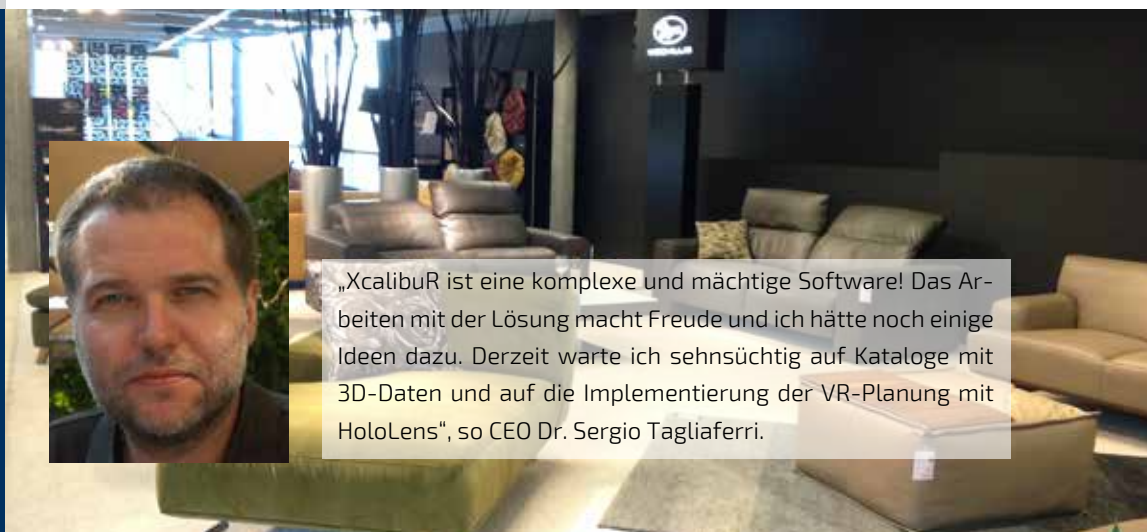 „XcalibuR ist eine komplexe und mächtige Software! Das Ar-
beiten mit der Lösung macht Freude und ich hätte noch einige
Ideen dazu. Derzeit warte ich sehnsüchtig auf Kataloge mit
3D-Daten und auf die Implementierung der VR-Planung mit
HoloLens“, so CEO Dr. Sergio Tagliaferri.